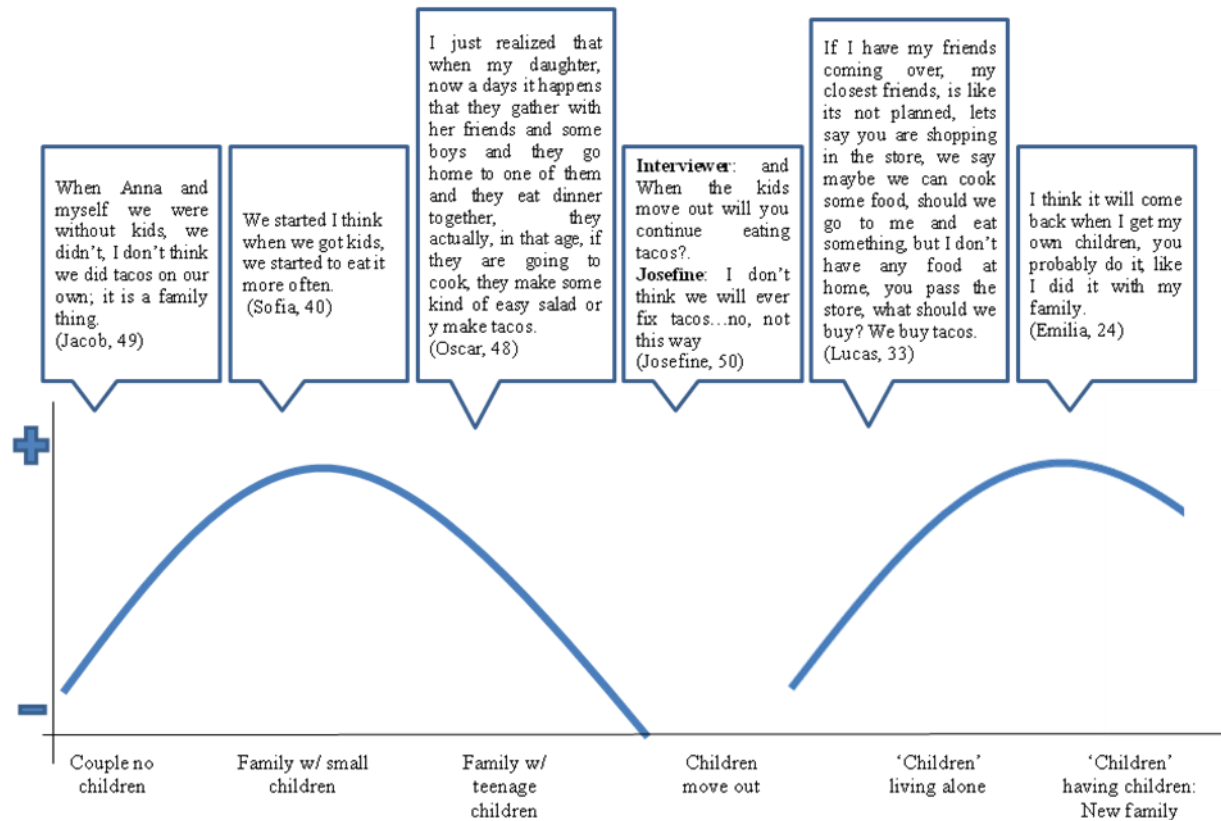 When Anna and
myself we were
without kids, we
didn't, I don't think
we did tacos on our
own; it is a family
thing.
(Jacob, 49)
We started I think
when we got kids,
we started to eat it
more often.
(Sofia, 40)
I just realized that
when my daughter,
now a days it happens
that they gather with
her friends and some
boys and they go
home to one of them
and they eat dinner
together, they
actually, in that age, if
they are going to
cook, they make some
kind of easy salad or
y make tacos.
(Oscar, 48)
Interviewer: and
When the kids
move out will you
continue eating
tacos?.
Josefine: I don't
think we will ever
fix tacos...no, not
this way
(Josefine, 50)
If I have my friends
coming over, my
closest friends, is like
its not planned, lets
say you are shopping
in the store, we say
maybe we can cook
some food, should we
go to me and eat
something, but I don't
have any food at
home, you pass the
store, what should we
buy? We buy tacos.
(Lucas, 33)
I think it will come
back when I get my
own children, you
probably do it, like
I did it with my
family.
(Emilia, 24)
Couple no
children
Family w/ small
children
Family w/
teenage
children
Children
move out
'Children'
living alone
'Children'
having children:
New family